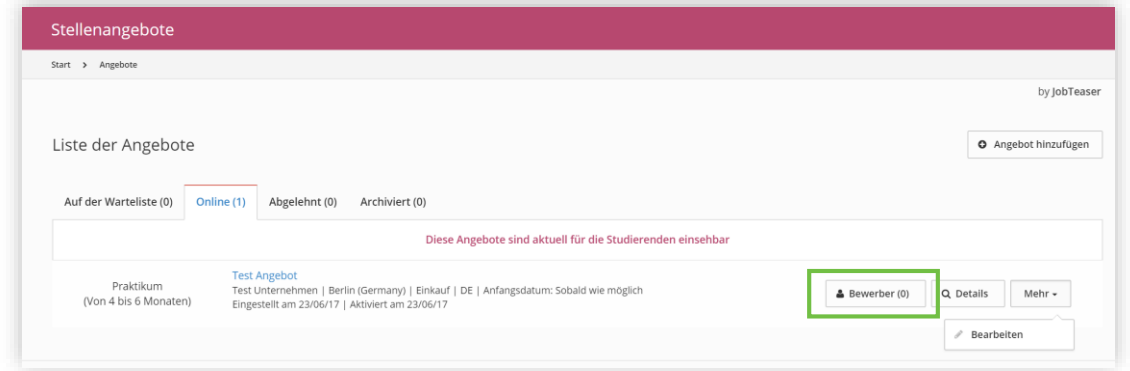 Stellenangebote
Start > Angebote
by JobTeaser
Liste der Angebote
Angebot hinzufügen
Auf der Warteliste (0) Online (1) Abgelehnt (0) Archiviert (0)
Diese Angebote sind aktuell für die Studierenden einsehbar
Praktikum
(Von 4 bis 6 Monaten)
Test Angebot
Test Unternehmen | Berlin (Germany) | Einkauf | DE | Anfangsdatum: Sobald wie möglich
Eingestellt am 23/06/17 | Aktiviert am 23/06/17
Bewerber (0) Details Mehr
Bearbeiten